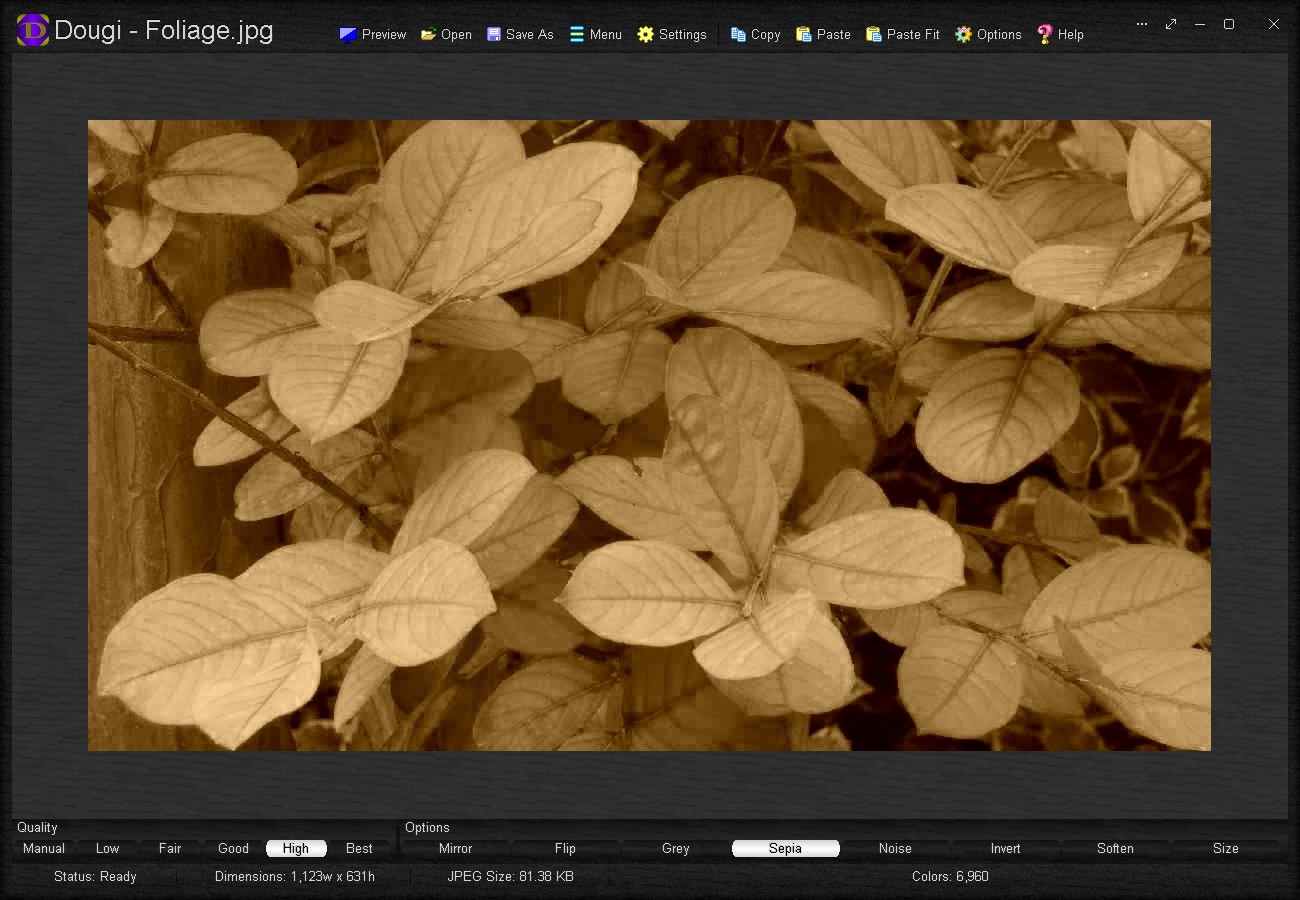 D Dougi - Foliage.jpg
Preview Open Save As Menu Settings Copy Paste Paste Fit Options Help
Quality Options
Manual Low Fair Good High Best Mirror Flip Grey Sepia Noise Invert Soften Size
Status: Ready Dimensions: 1,123w x 631h JPEG Size: 81.38 KB Colors: 6,960